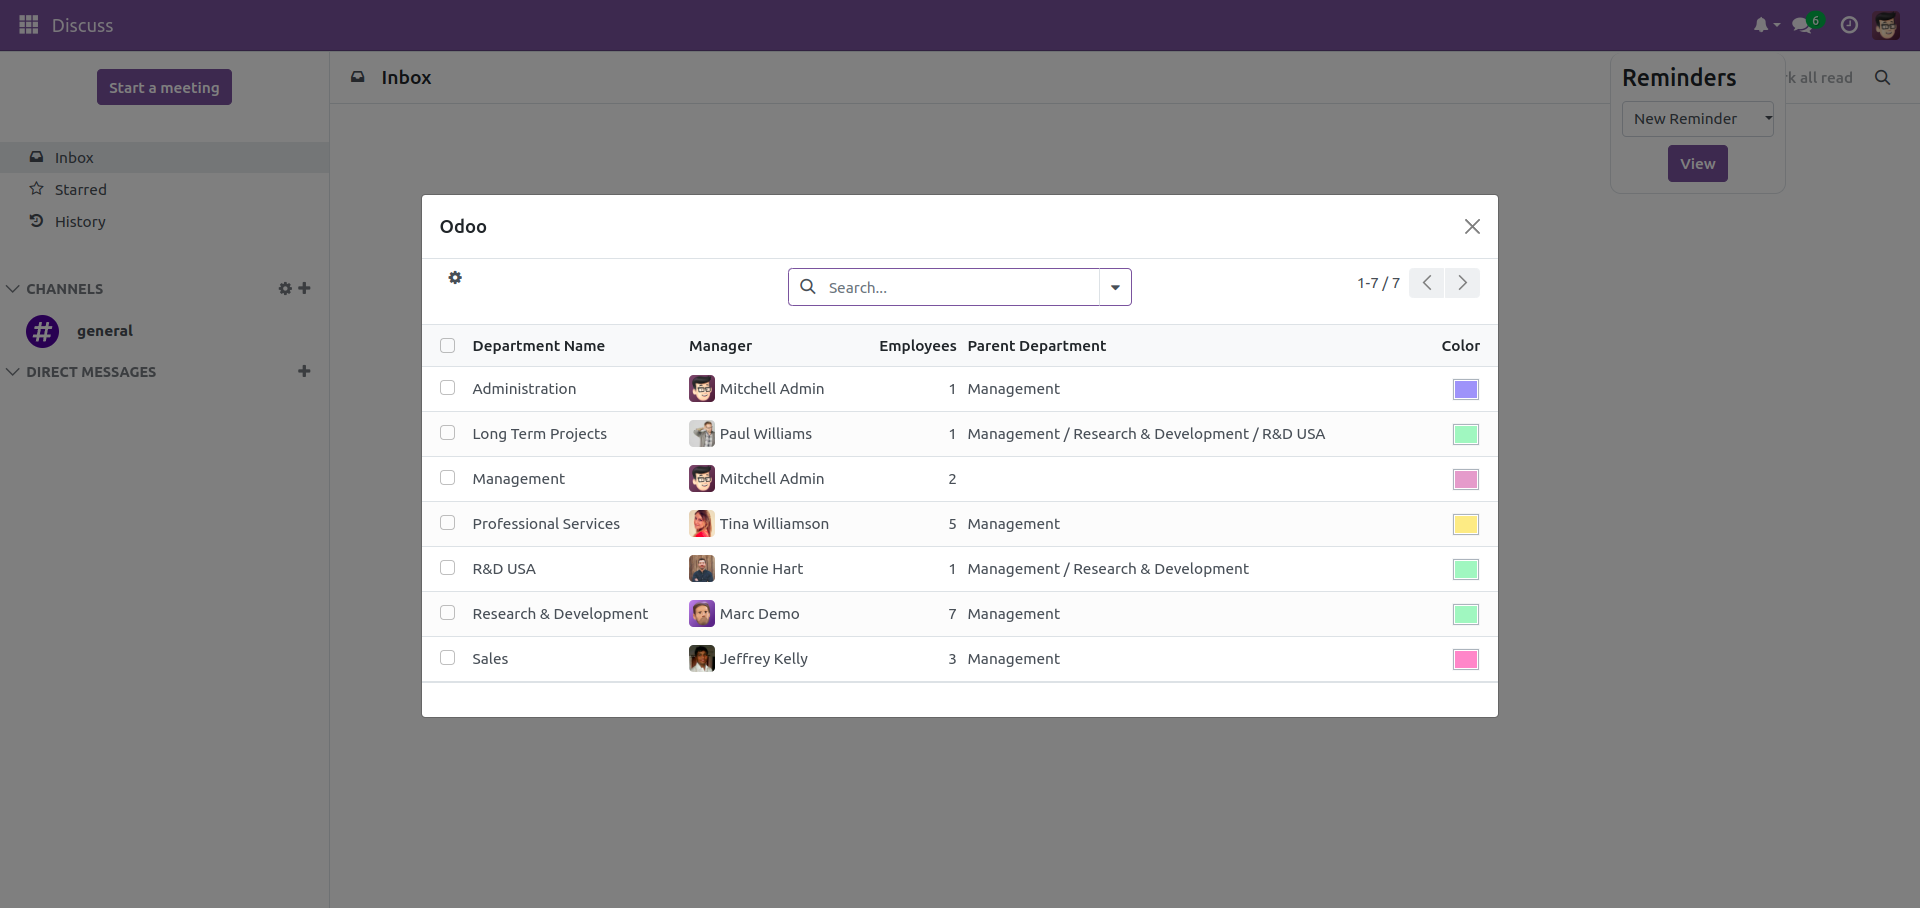 Discuss
6
Start a meeting
Inbox
Starred
History
CHANNELS
general
DIRECT MESSAGES
Inbox
all read
Reminders
New Reminder
View
Odoo
Search...
1-7 / 7
Department Name Manager Employees Parent Department Color
Administration Mitchell Admin 1 Management
Long Term Projects Paul Williams 1 Management / Research & Development / R&D USA
Management Mitchell Admin 2
Professional Services Tina Williamson 5 Management
R&D USA Ronnie Hart 1 Management / Research & Development
Research & Development Marc Demo 7 Management
Sales Jeffrey Kelly 3 Management